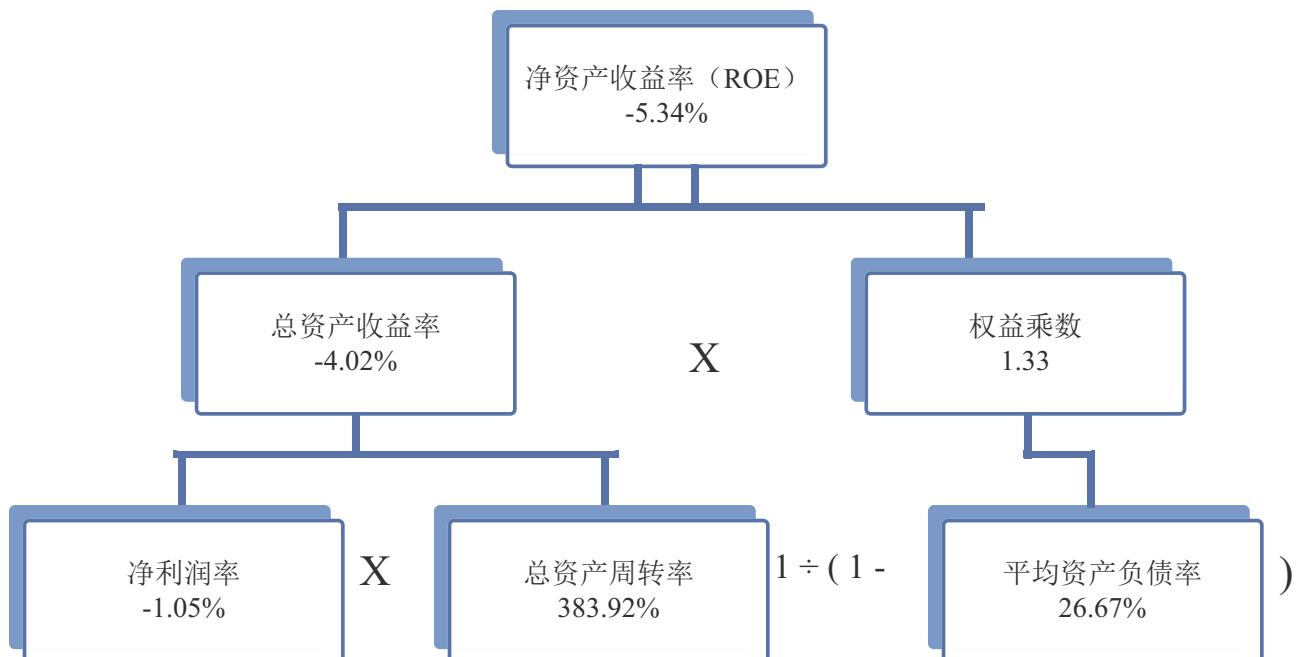 净资产收益率（ROE）
-5.34%
总资产收益率
-4.02%
X
权益乘数
1.33
净利润率
-1.05%
X
总资产周转率
383.92%
1 ÷ ( 1 -
平均资产负债率
26.67%
)